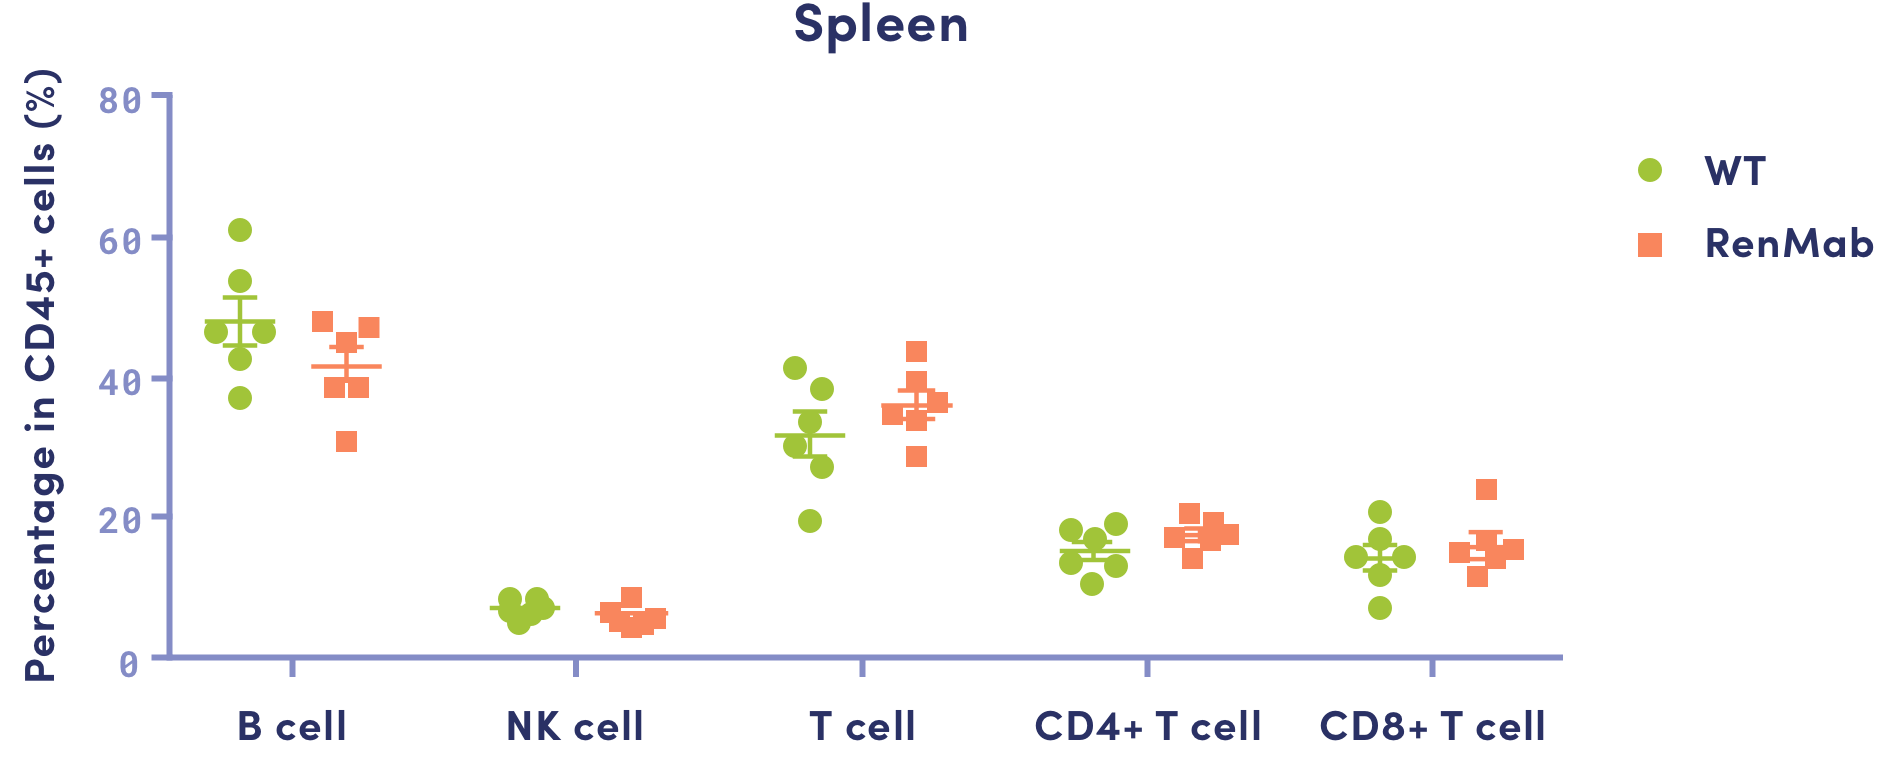 Spleen
Percentage in CD45+ cells (%)
80
60
40
20
0
B cell
NK cell
T cell
CD4+ T cell
CD8+ T cell
WT
RenMab